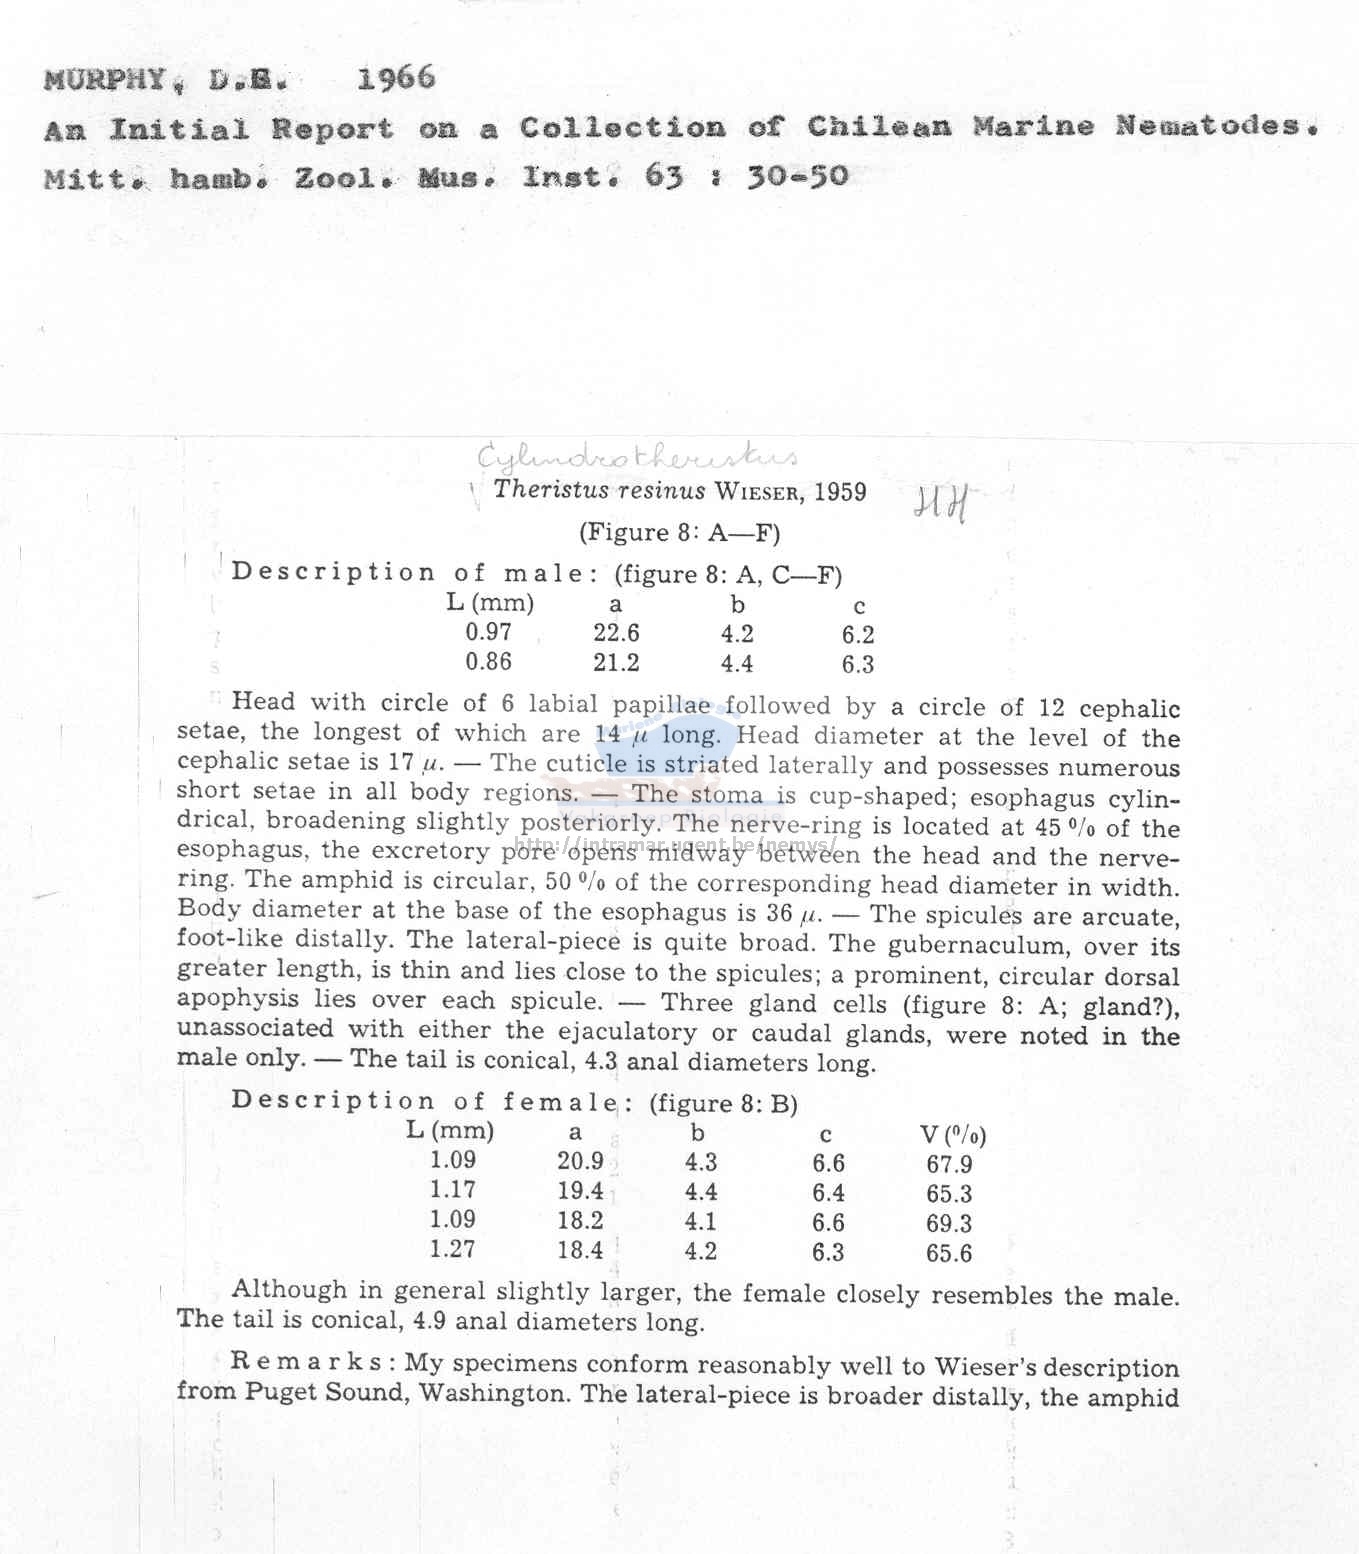 MURPHY, D.G. 1966
An Initial Report on a Collection of Chilean Marine Nematodes.
Mitt. hamb. Zool. Mus. Inst. 63 : 30-50
Cylindrotheristus
Theristus resinus WIESER, 1959
(Figure 8: A—F)
Description of male: (figure 8: A, C—F)
L (mm) a b c
0.97 22.6 4.2 6.2
0.86 21.2 4.4 6.3
Head with circle of 6 labial papillae followed by a circle of 12 cephalic
setae, the longest of which are 14 µ long. Head diameter at the level of the
cephalic setae is 17 µ. — The cuticle is striated laterally and possesses numerous
short setae in all body regions. — The stoma is cup-shaped; esophagus cylin-
drical, broadening slightly posteriorly. The nerve-ring is located at 45 % of the
http://intramar.ugent.be/nemys/
esophagus, the excretory pore opens midway between the head and the nerve-
ring. The amphid is circular, 50 % of the corresponding head diameter in width.
Body diameter at the base of the esophagus is 36 µ. — The spicules are arcuate,
foot-like distally. The lateral-piece is quite broad. The gubernaculum, over its
greater length, is thin and lies close to the spicules; a prominent, circular dorsal
apophysis lies over each spicule. — Three gland cells (figure 8: A; gland?),
unassociated with either the ejaculatory or caudal glands, were noted in the
male only. — The tail is conical, 4.3 anal diameters long.
Description of female: (figure 8: B)
L (mm) a b c V (%)
1.09 20.9 4.3 6.6 67.9
1.17 19.4 4.4 6.4 65.3
1.09 18.2 4.1 6.6 69.3
1.27 18.4 4.2 6.3 65.6
Although in general slightly larger, the female closely resembles the male.
The tail is conical, 4.9 anal diameters long.
Remarks: My specimens conform reasonably well to Wieser's description
from Puget Sound, Washington. The lateral-piece is broader distally, the amphid